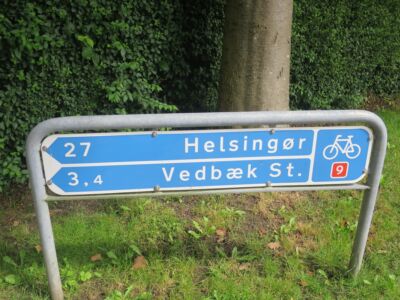 27 Helsingør
3,4 Vedbæk St.
9